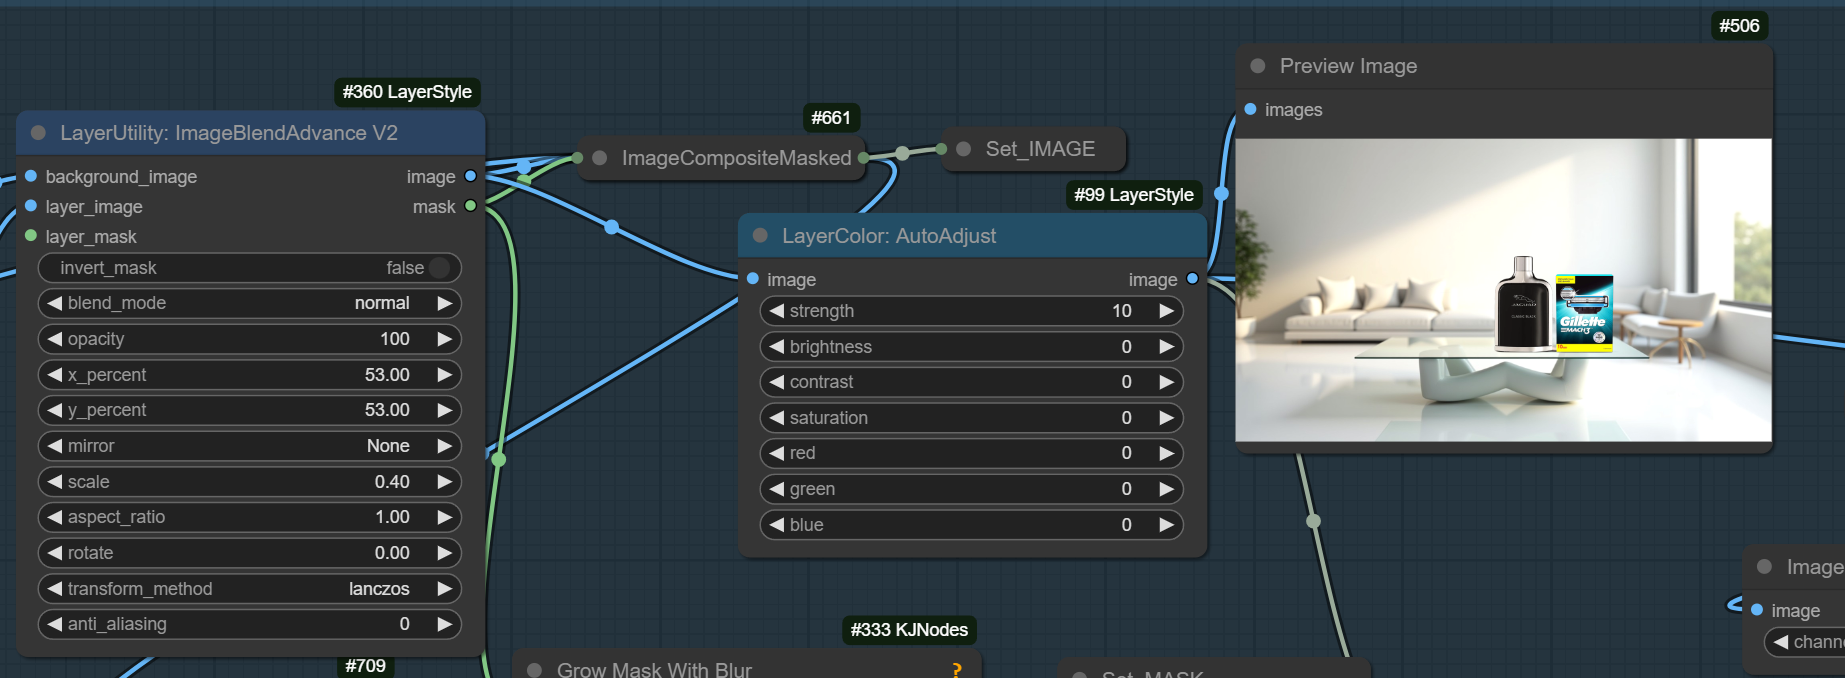 #360 LayerStyle
LayerUtility: ImageBlendAdvance V2
background_image
image
layer_image
mask
layer_mask
invert_mask
false
blend_mode
normal
opacity
100
x_percent
53.00
y_percent
53.00
mirror
None
scale
0.40
aspect_ratio
1.00
rotate
0.00
transform_method
lanczos
anti_aliasing
0
#709
#661
ImageCompositeMasked
Set_IMAGE
#99 LayerStyle
LayerColor: AutoAdjust
image
image
strength
10
brightness
0
contrast
0
saturation
0
red
0
green
0
blue
0
#333 KJNodes
Grow Mask With Blur
?
Set_MASK
#506
Preview Image
images
JAGUAR
Gillette
MACH3
Image
image
chann